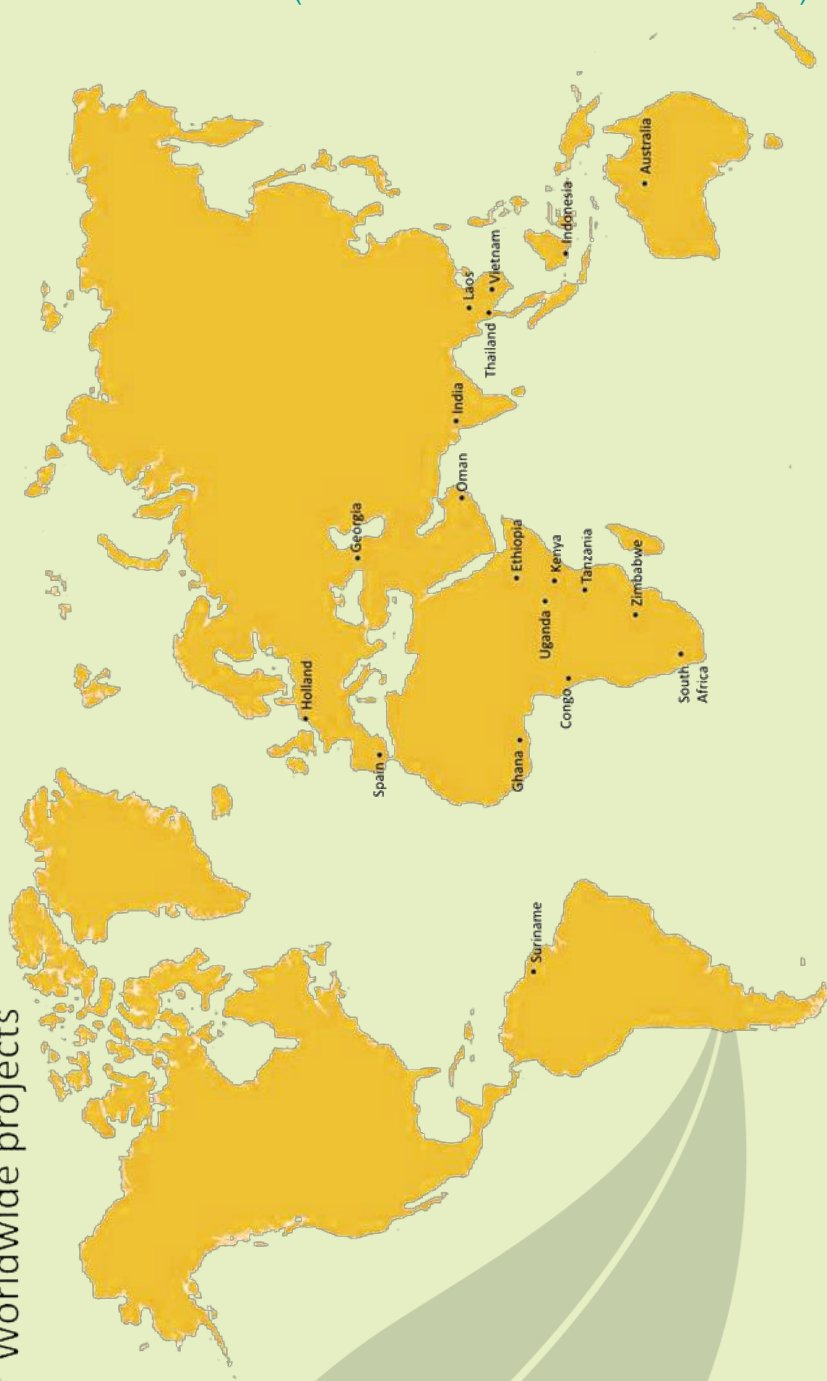 Worldwide projects
Holland
Spain
Georgia
Oman
India
Laos
Thailand
Vietnam
Indonesia
Australia
Ethiopia
Kenya
Uganda
Tanzania
Zimbabwe
Congo
Ghana
South
Africa
Suriname